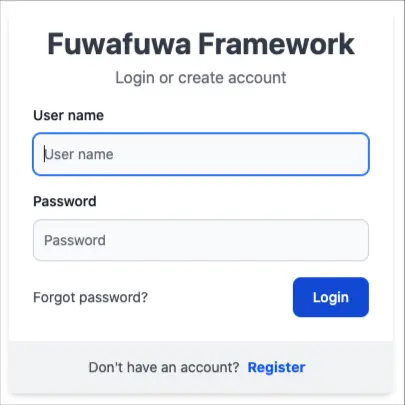 Fuwafuwa Framework
Login or create account
User name
User name
Password
Password
Forgot password? Login
Don't have an account? Register